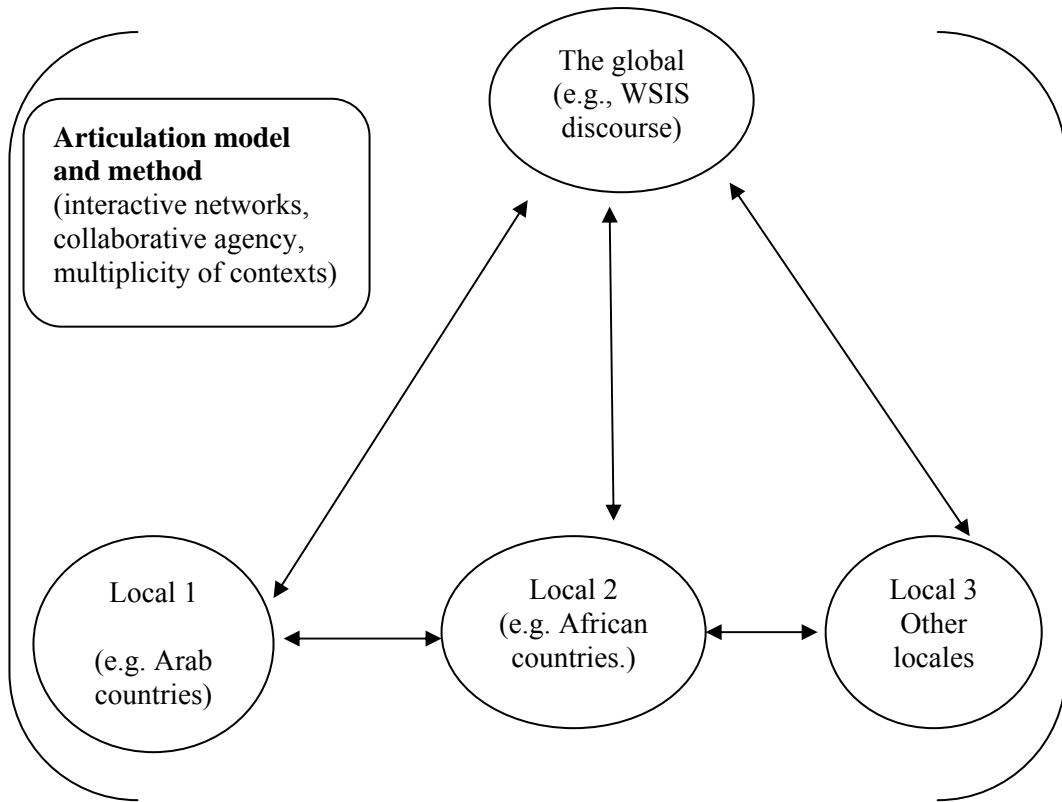 The global
(e.g., WSIS
discourse)
Articulation model
and method
(interactive networks,
collaborative agency,
multiplicity of contexts)
Local 1
(e.g. Arab
countries)
Local 2
(e.g. African
countries.)
Local 3
Other
locales